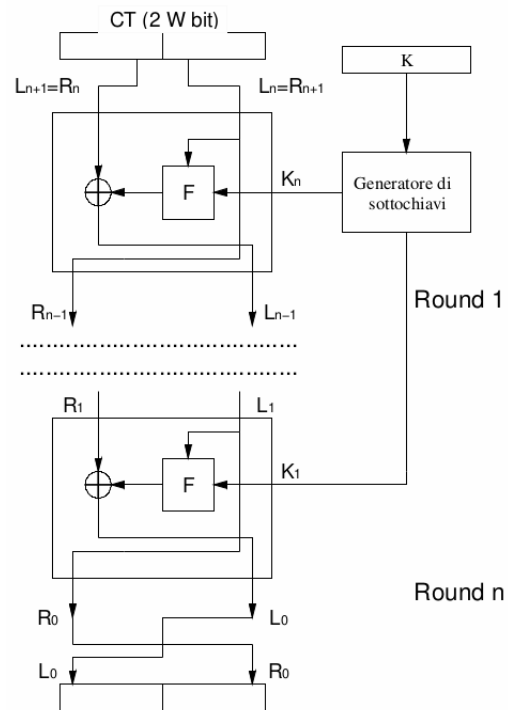 CT (2 W bit)
K
Ln+1=Rn
Ln=Rn+1
F
Kn
Generatore di
sottochiavi
Rn−1
Ln−1
Round 1
R1
L1
F
K1
R0
L0
Round n
L0
R0